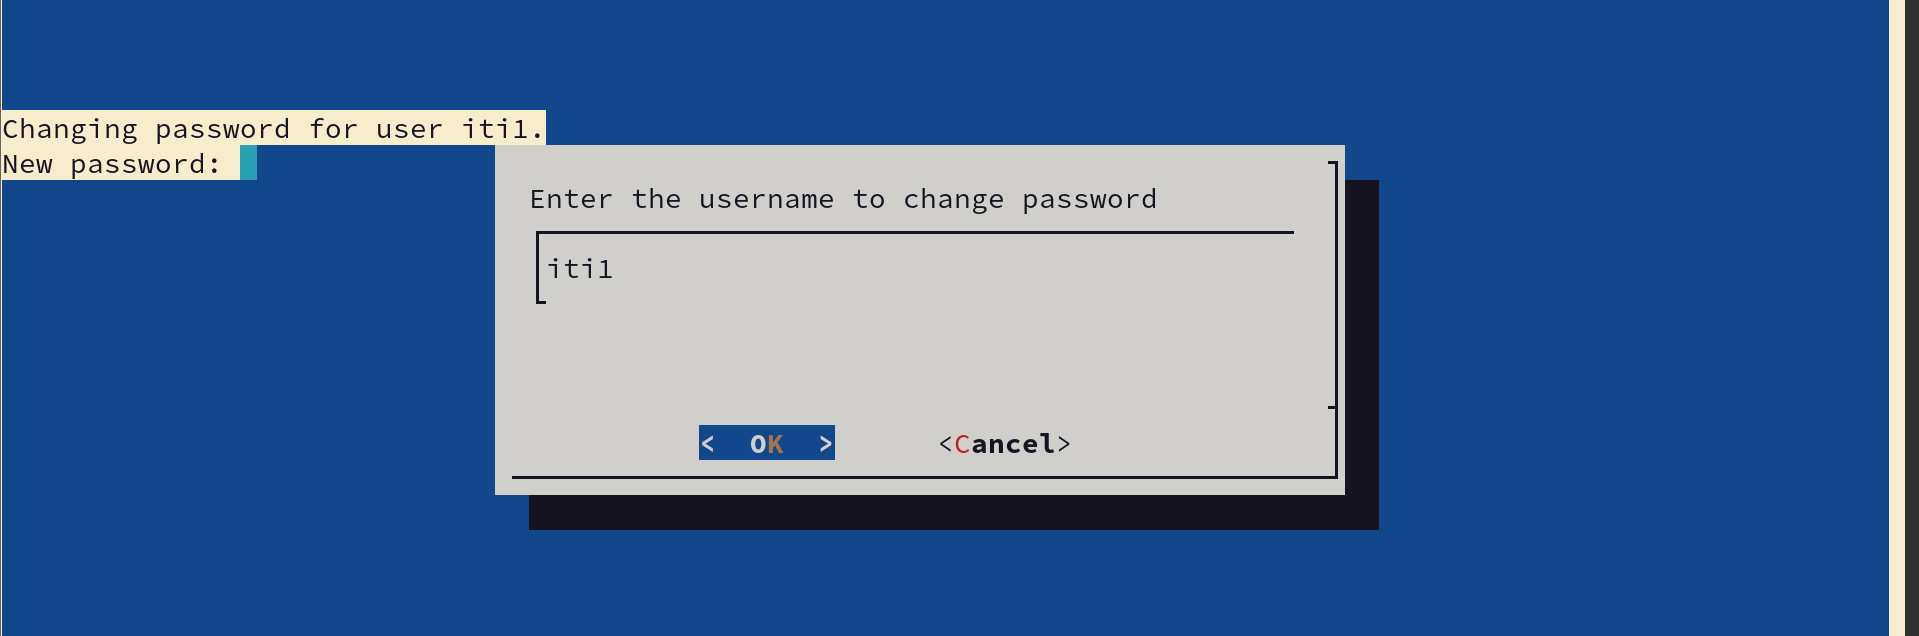 Changing password for user iti1.
New password:
Enter the username to change password
iti1
<  OK  > <Cancel>